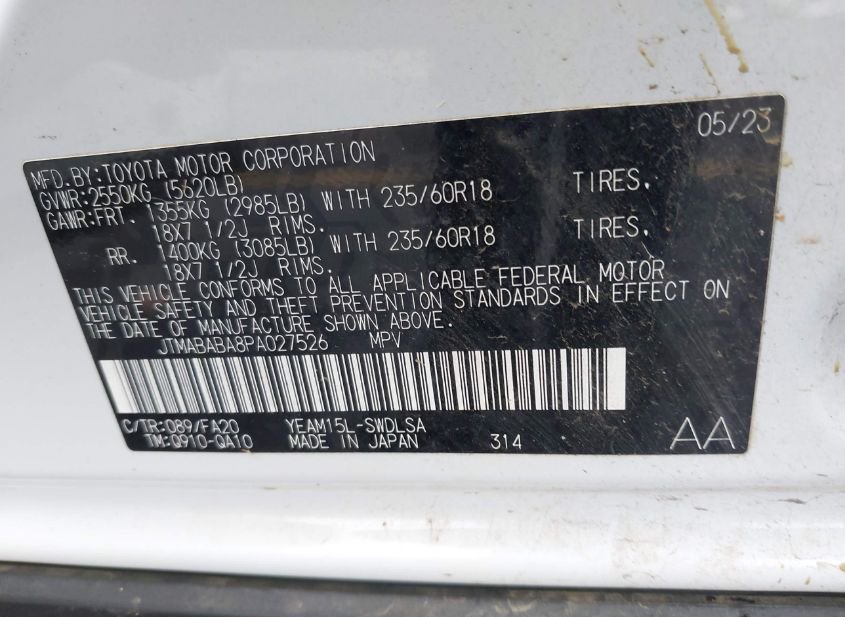 05/23
MFD.BY:TOYOTA MOTOR CORPORATION
GVWR:2550KG (5620LB)
GAWR:FRT. 1355KG (2985LB) WITH 235/60R18 TIRES.
18X7 1/2J RIMS.
RR. 1400KG (3085LB) WITH 235/60R18 TIRES.
18X7 1/2J RIMS.
THIS VEHICLE CONFORMS TO ALL APPLICABLE FEDERAL MOTOR
VEHICLE SAFETY AND THEFT PREVENTION STANDARDS IN EFFECT ON
THE DATE OF MANUFACTURE SHOWN ABOVE.
JTMABABA8PA027526 MPV
C/TR:089/FA20 YEAM15L-SWDLSA
TM:Q910-QA10 MADE IN JAPAN 314 AA